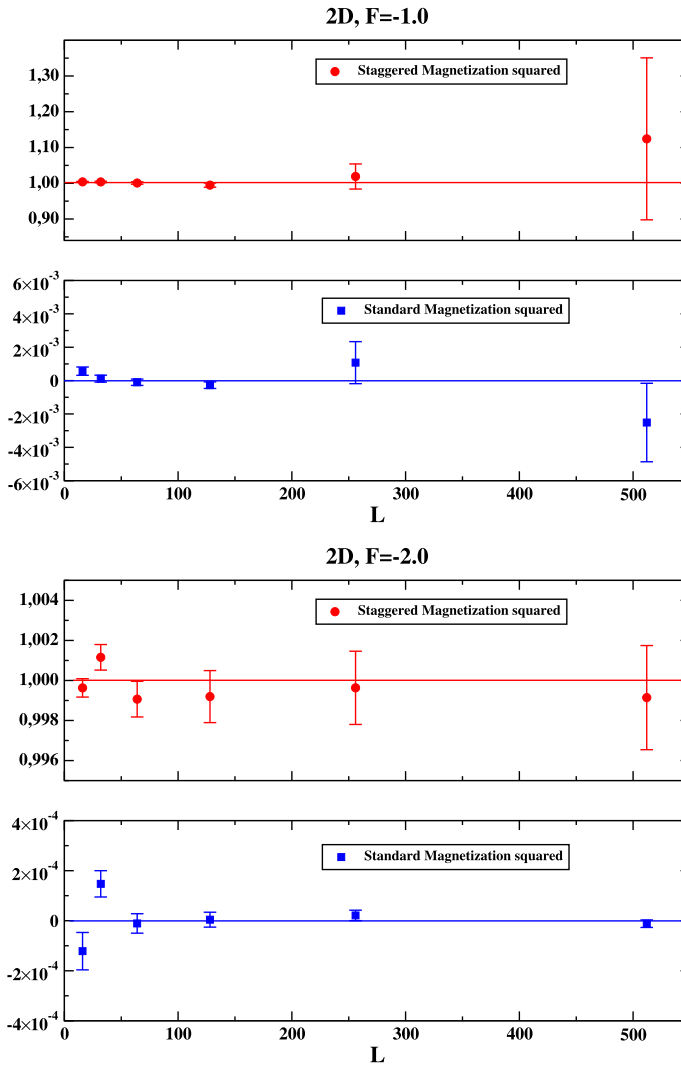 2D, F=-1.0
1,30
1,20
1,10
1,00
0,90
Staggered Magnetization squared
6×10⁻³
4×10⁻³
2×10⁻³
0
-2×10⁻³
-4×10⁻³
-6×10⁻³
Standard Magnetization squared
0 100 200 300 400 500
L
2D, F=-2.0
1,004
1,002
1,000
0,998
0,996
Staggered Magnetization squared
4×10⁻⁴
2×10⁻⁴
0
-2×10⁻⁴
-4×10⁻⁴
Standard Magnetization squared
0 100 200 300 400 500
L